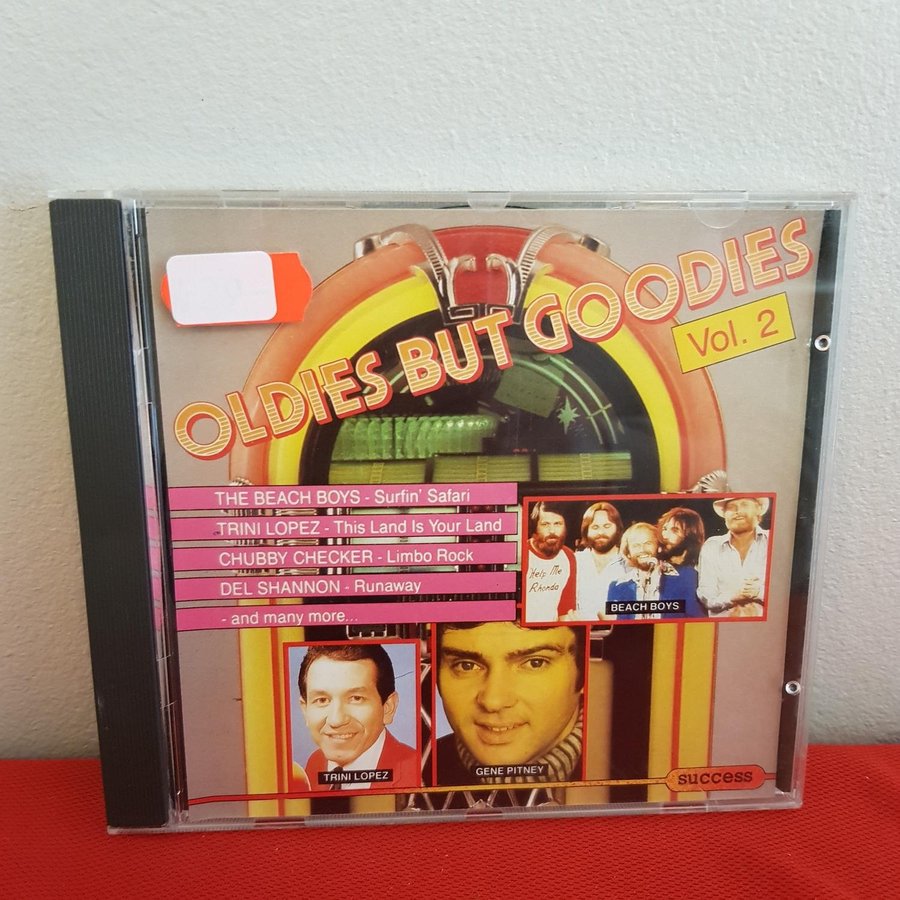 OLDIES BUT GOODIES
Vol. 2
THE BEACH BOYS - Surfin' Safari
TRINI LOPEZ - This Land Is Your Land
CHUBBY CHECKER - Limbo Rock
DEL SHANNON - Runaway
- and many more...
Help Me
Rhonda
BEACH BOYS
TRINI LOPEZ
GENE PITNEY
success